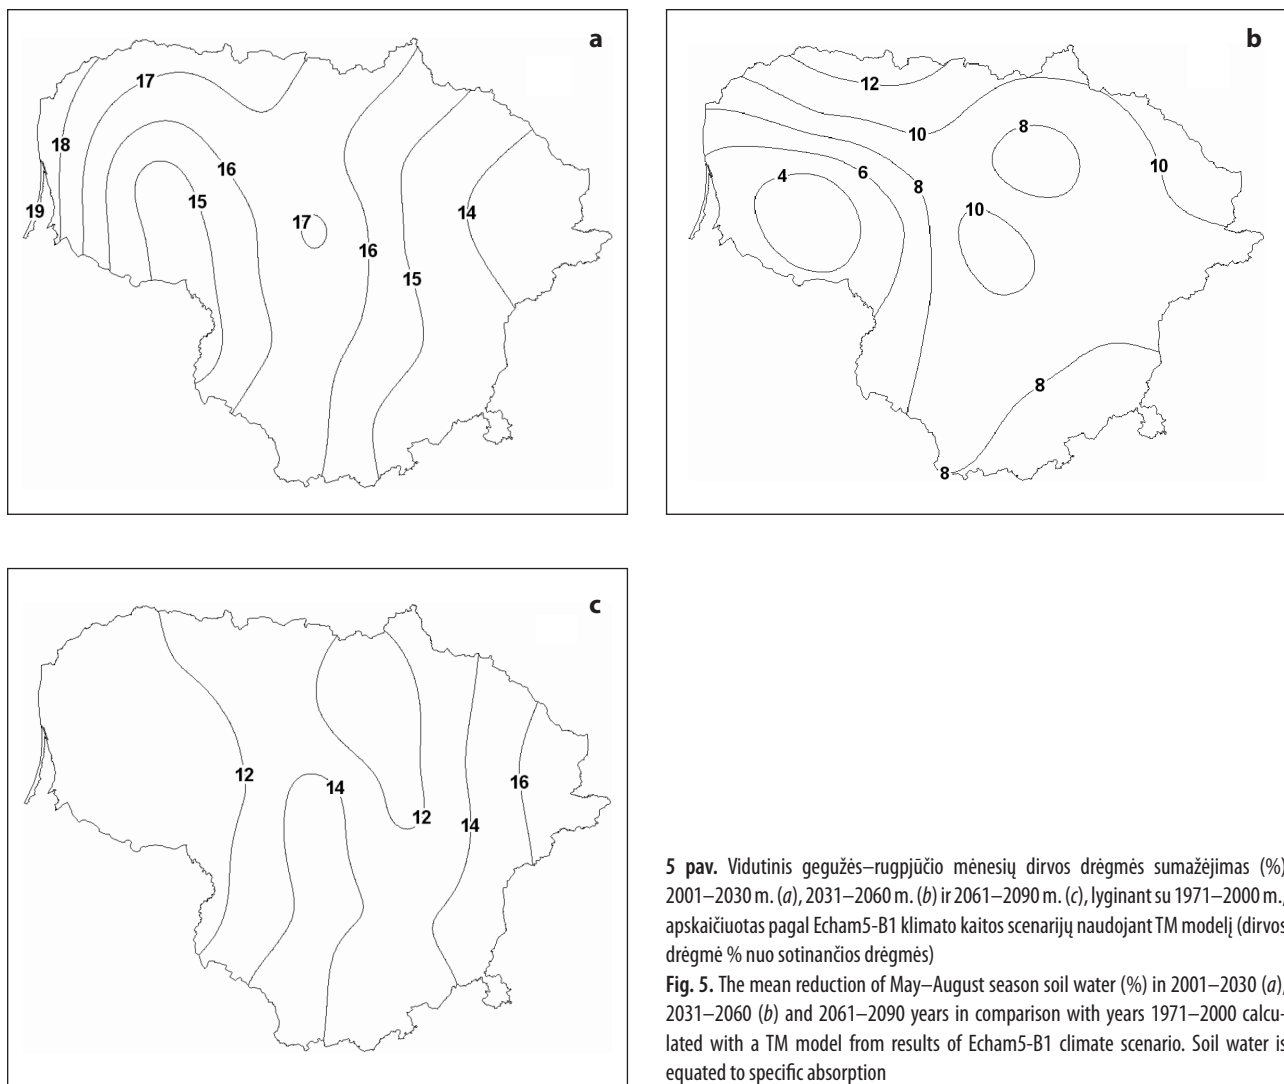 a
17
18
16
15
19
17
14
16
15
b
12
10
8
10
4
6
8
10
8
8
c
12
14
16
12
14
5 pav. Vidutinis gegužės–rugpjūčio mėnesių dirvos drėgmės sumažėjimas (%)
2001–2030 m. (a), 2031–2060 m. (b) ir 2061–2090 m. (c), lyginant su 1971–2000 m.,
apskaičiuotas pagal Echam5-B1 klimato kaitos scenarijų naudojant TM modelį (dirvos
drėgmė % nuo sotinančios drėgmės)
Fig. 5. The mean reduction of May–August season soil water (%) in 2001–2030 (a),
2031–2060 (b) and 2061–2090 years in comparison with years 1971–2000 calcu-
lated with a TM model from results of Echam5-B1 climate scenario. Soil water is
equated to specific absorption